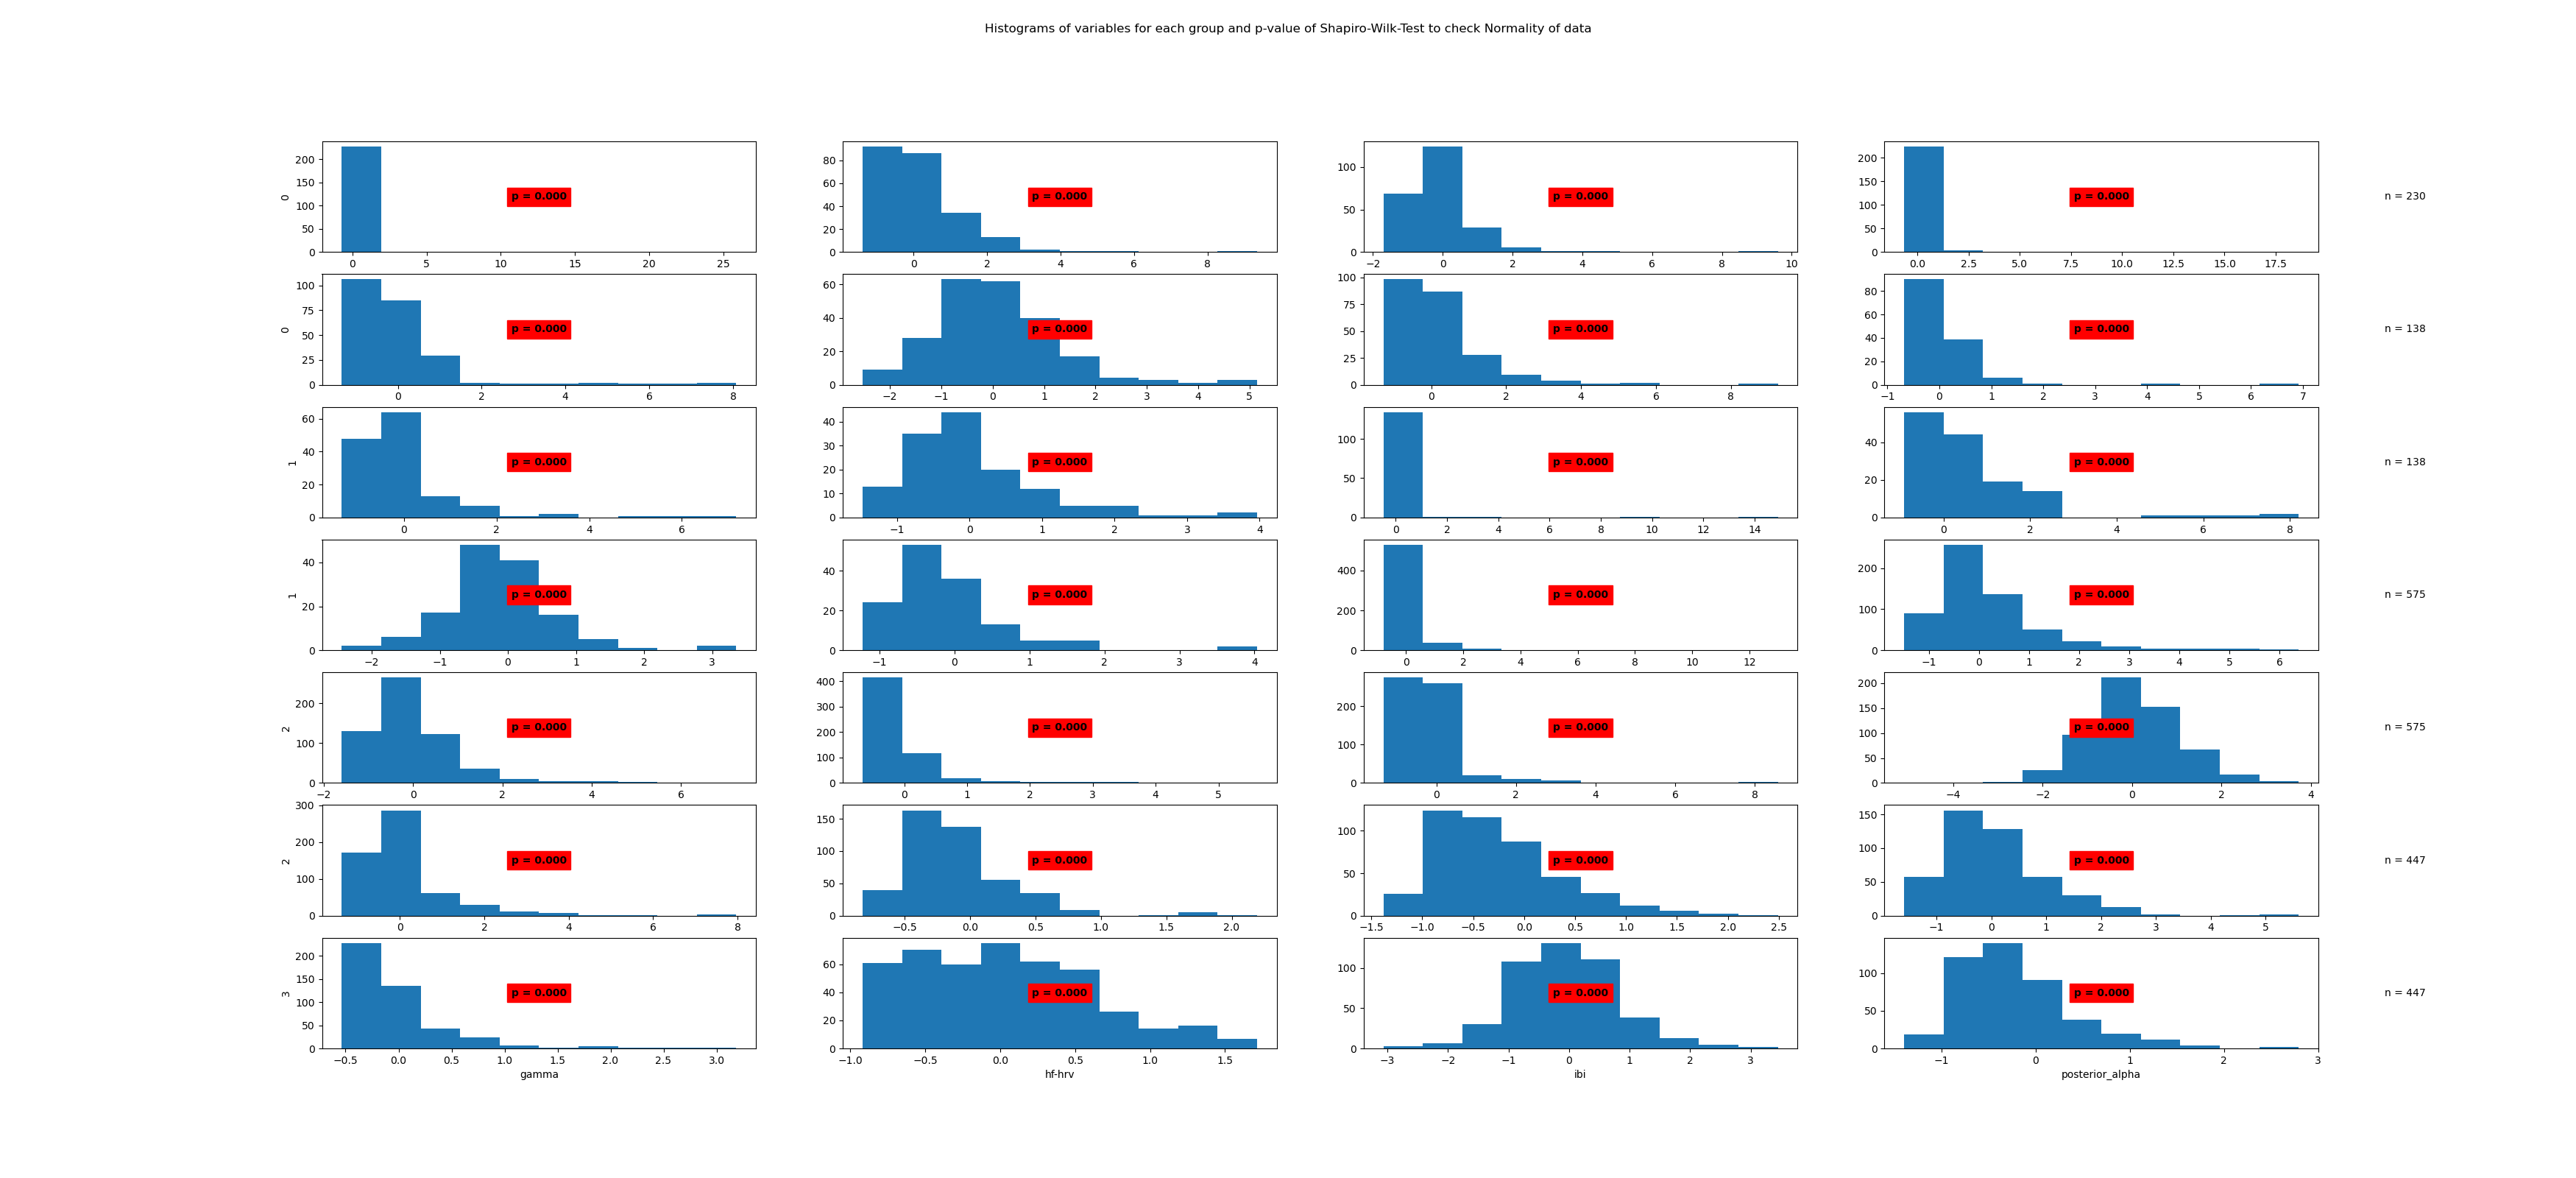 Histograms of variables for each group and p-value of Shapiro-Wilk-Test to check Normality of data
0
200
150
100
50
0
p = 0.000
0 5 10 15 20 25
80
60
40
20
0
p = 0.000
0 2 4 6 8
100
50
0
p = 0.000
−2 0 2 4 6 8 10
200
150
100
50
0
p = 0.000
0.0 2.5 5.0 7.5 10.0 12.5 15.0 17.5
n = 230
0
100
75
50
25
0
p = 0.000
0 2 4 6 8
60
40
20
0
p = 0.000
−2 −1 0 1 2 3 4 5
100
75
50
25
0
p = 0.000
0 2 4 6 8
80
60
40
20
0
p = 0.000
−1 0 1 2 3 4 5 6 7
n = 138
1
60
40
20
0
p = 0.000
0 2 4 6
40
30
20
10
0
p = 0.000
−1 0 1 2 3 4
100
50
0
p = 0.000
0 2 4 6 8 10 12 14
40
20
0
p = 0.000
0 2 4 6 8
n = 138
1
40
20
0
p = 0.000
−2 −1 0 1 2 3
40
20
0
p = 0.000
−1 0 1 2 3 4
400
200
0
p = 0.000
0 2 4 6 8 10 12
200
100
0
p = 0.000
−1 0 1 2 3 4 5 6
n = 575
2
200
100
0
p = 0.000
−2 0 2 4 6
400
300
200
100
0
p = 0.000
0 1 2 3 4 5
200
100
0
p = 0.000
0 2 4 6 8
200
150
100
50
0
p = 0.000
−4 −2 0 2 4
n = 575
2
300
200
100
0
p = 0.000
0 2 4 6 8
150
100
50
0
p = 0.000
−0.5 0.0 0.5 1.0 1.5 2.0
100
50
0
p = 0.000
−1.5 −1.0 −0.5 0.0 0.5 1.0 1.5 2.0 2.5
150
100
50
0
p = 0.000
−1 0 1 2 3 4 5
n = 447
3
200
150
100
50
0
p = 0.000
−0.5 0.0 0.5 1.0 1.5 2.0 2.5 3.0
gamma
60
40
20
0
p = 0.000
−1.0 −0.5 0.0 0.5 1.0 1.5
hf-hrv
100
50
0
p = 0.000
−3 −2 −1 0 1 2 3
ibi
100
50
0
p = 0.000
−1 0 1 2 3
posterior_alpha
n = 447